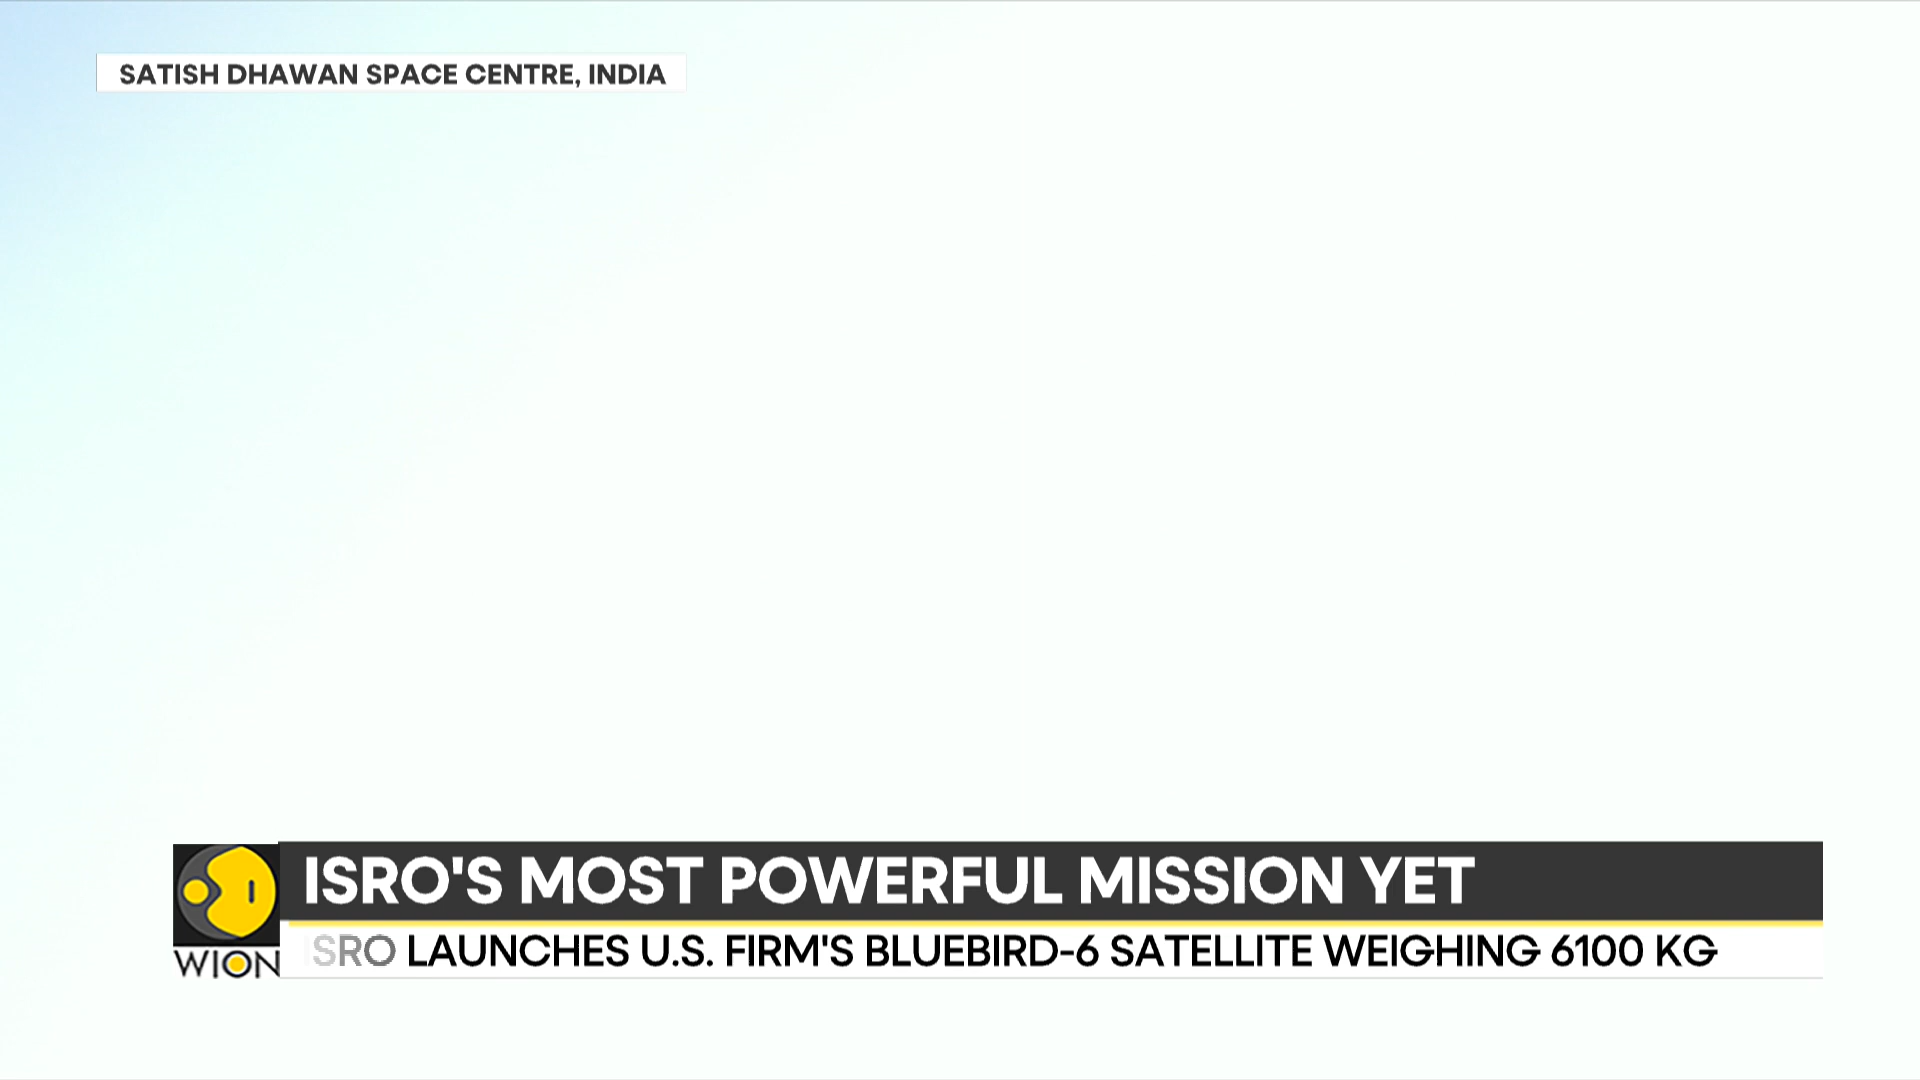 SATISH DHAWAN SPACE CENTRE, INDIA
ISRO'S MOST POWERFUL MISSION YET
ISRO LAUNCHES U.S. FIRM'S BLUEBIRD-6 SATELLITE WEIGHING 6100 KG
WION